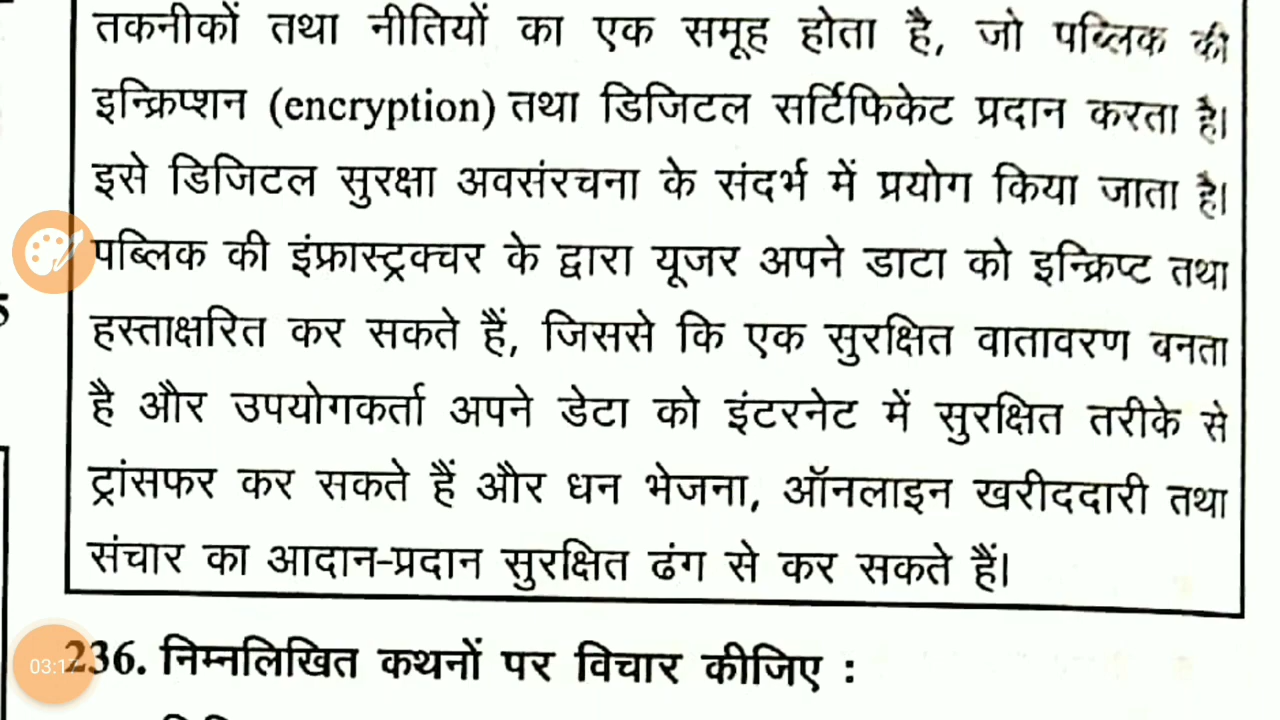 तकनीकों तथा नीतियों का एक समूह होता है, जो पब्लिक की
इन्क्रिप्शन (encryption) तथा डिजिटल सर्टिफिकेट प्रदान करता है।
इसे डिजिटल सुरक्षा अवसंरचना के संदर्भ में प्रयोग किया जाता है।
पब्लिक की इंफ्रास्ट्रक्चर के द्वारा यूजर अपने डाटा को इन्क्रिप्ट तथा
हस्ताक्षरित कर सकते हैं, जिससे कि एक सुरक्षित वातावरण बनता
है और उपयोगकर्ता अपने डेटा को इंटरनेट में सुरक्षित तरीके से
ट्रांसफर कर सकते हैं और धन भेजना, ऑनलाइन खरीददारी तथा
संचार का आदान-प्रदान सुरक्षित ढंग से कर सकते हैं।
236. निम्नलिखित कथनों पर विचार कीजिए :